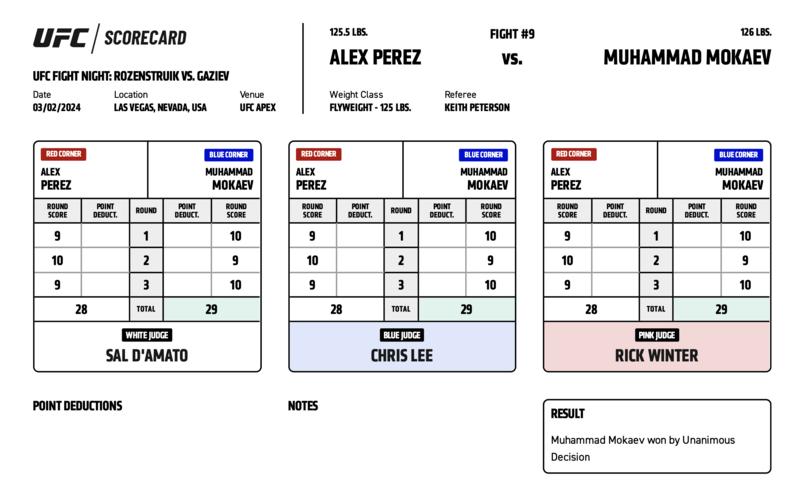 UFC / SCORECARD
UFC FIGHT NIGHT: ROZENSTRUIK VS. GAZIEV
Date Location Venue
03/02/2024 LAS VEGAS, NEVADA, USA UFC APEX
125.5 LBS. FIGHT #9 126 LBS.
ALEX PEREZ VS. MUHAMMAD MOKAEV
Weight Class Referee
FLYWEIGHT - 125 LBS. KEITH PETERSON
RED CORNER BLUE CORNER
ALEX MUHAMMAD
PEREZ MOKAEV
ROUND POINT ROUND POINT ROUND
SCORE DEDUCT. DEDUCT. SCORE
9 1 10
10 2 9
9 3 10
28 TOTAL 29
WHITE JUDGE
SAL D'AMATO
RED CORNER BLUE CORNER
ALEX MUHAMMAD
PEREZ MOKAEV
ROUND POINT ROUND POINT ROUND
SCORE DEDUCT. DEDUCT. SCORE
9 1 10
10 2 9
9 3 10
28 TOTAL 29
BLUE JUDGE
CHRIS LEE
RED CORNER BLUE CORNER
ALEX MUHAMMAD
PEREZ MOKAEV
ROUND POINT ROUND POINT ROUND
SCORE DEDUCT. DEDUCT. SCORE
9 1 10
10 2 9
9 3 10
28 TOTAL 29
PINK JUDGE
RICK WINTER
POINT DEDUCTIONS
NOTES
RESULT
Muhammad Mokaev won by Unanimous
Decision